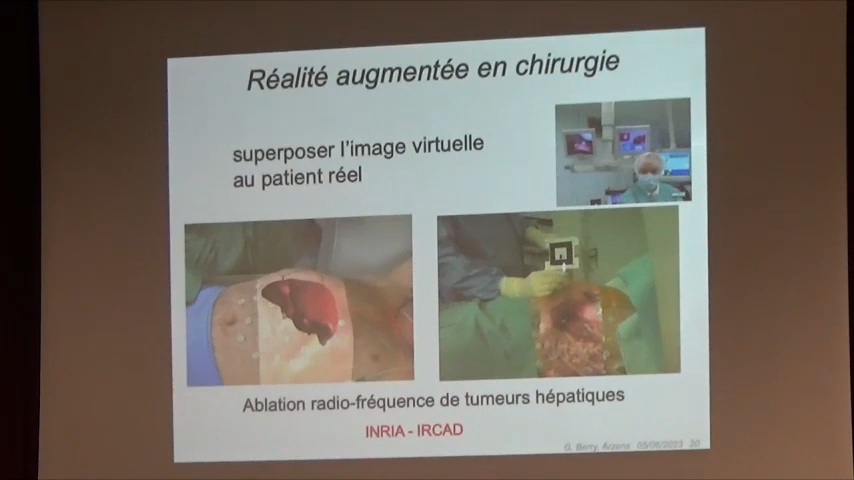 Réalité augmentée en chirurgie
superposer l'image virtuelle
au patient réel
Ablation radio-fréquence de tumeurs hépatiques
INRIA - IRCAD
G. Berry, Arzano 05/06/2023 20